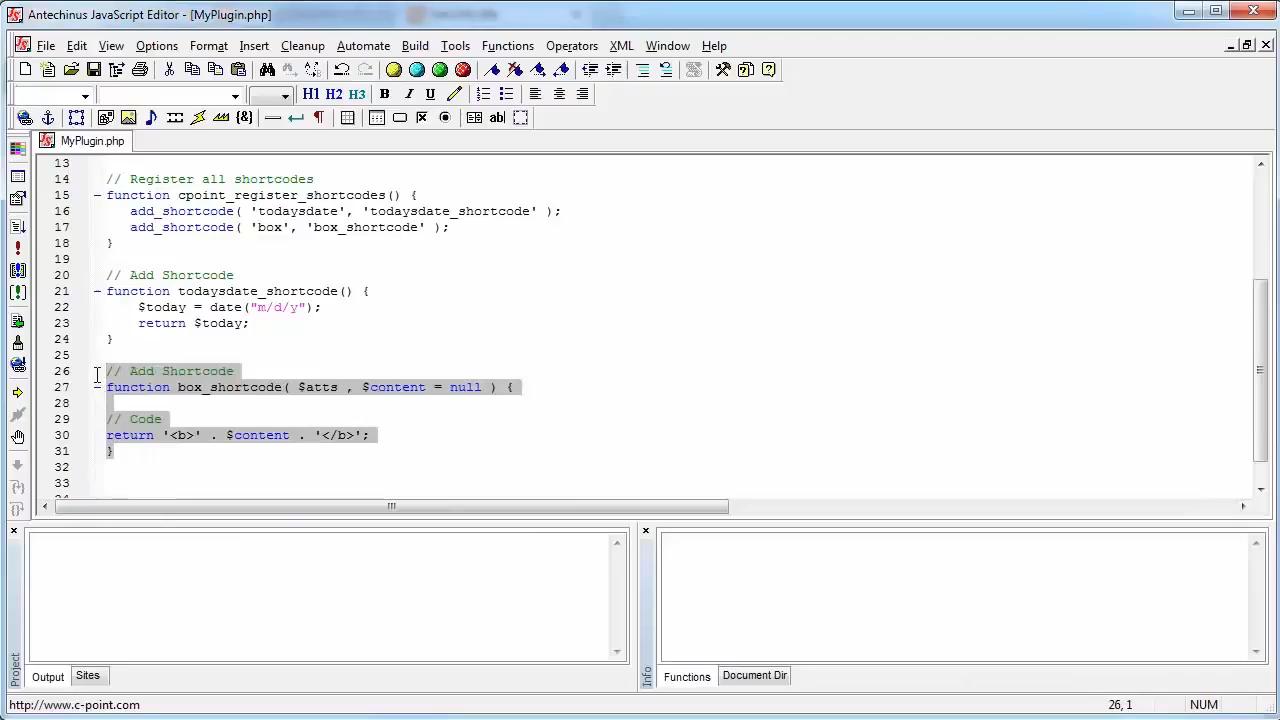 Antechinus JavaScript Editor - [MyPlugin.php]
File Edit View Options Format Insert Cleanup Automate Build Tools Functions Operators XML Window Help
H1 H2 H3 B I U
MyPlugin.php
13
14 // Register all shortcodes
15 function cpoint_register_shortcodes() {
16 add_shortcode( 'todaysdate', 'todaysdate_shortcode' );
17 add_shortcode( 'box', 'box_shortcode' );
18 }
19
20 // Add Shortcode
21 function todaysdate_shortcode() {
22 $today = date("m/d/y");
23 return $today;
24 }
25
26 // Add Shortcode
27 function box_shortcode( $atts , $content = null ) {
28
29 // Code
30 return '<b>' . $content . '</b>';
31 }
32
33
Project
Output Sites
Info
Functions Document Dir
http://www.c-point.com 26, 1 NUM